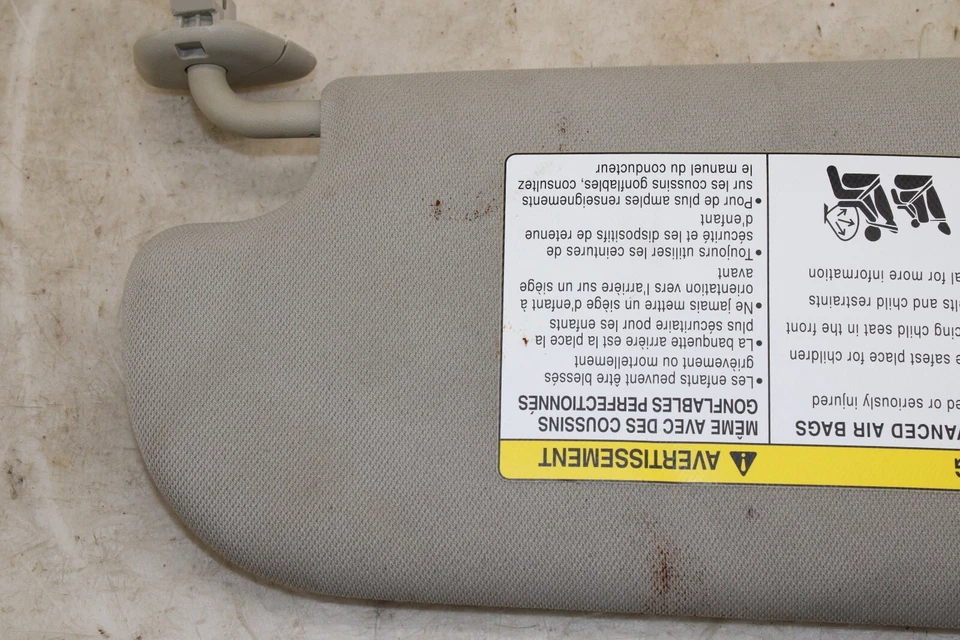 AVERTISSEMENT
MÊME AVEC DES COUSSINS
GONFLABLES PERFECTIONNÉS
• Les enfants peuvent être blessés
grièvement ou mortellement
• La banquette arrière est la place la
plus sécuritaire pour les enfants
• Ne jamais mettre un siège d'enfant à
orientation vers l'arrière sur un siège
avant
• Toujours utiliser les ceintures de
sécurité et les dispositifs de retenue
d'enfant
• Pour de plus amples renseignements
sur les coussins gonflables, consultez
le manuel du conducteur
G
VANCED AIR BAGS
ed or seriously injured
e safest place for children
cing child seat in the front
elts and child restraints
al for more information